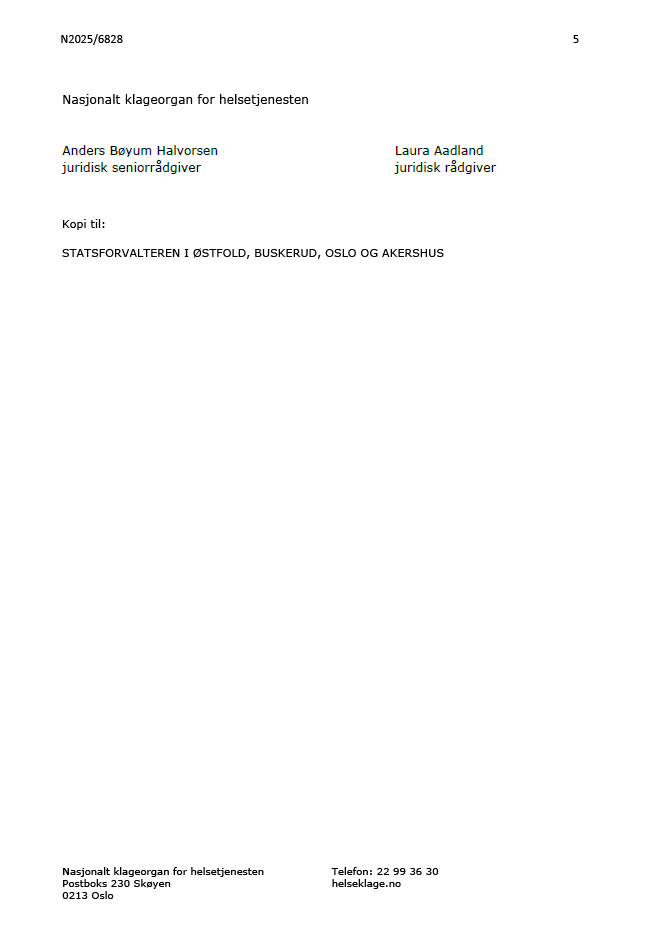 N2025/6828 5
Nasjonalt klageorgan for helsetjenesten
Anders Bøyum Halvorsen Laura Aadland
juridisk seniorrådgiver juridisk rådgiver
Kopi til:
STATSFORVALTEREN I ØSTFOLD, BUSKERUD, OSLO OG AKERSHUS
Nasjonalt klageorgan for helsetjenesten Telefon: 22 99 36 30
Postboks 230 Skøyen helseklage.no
0213 Oslo